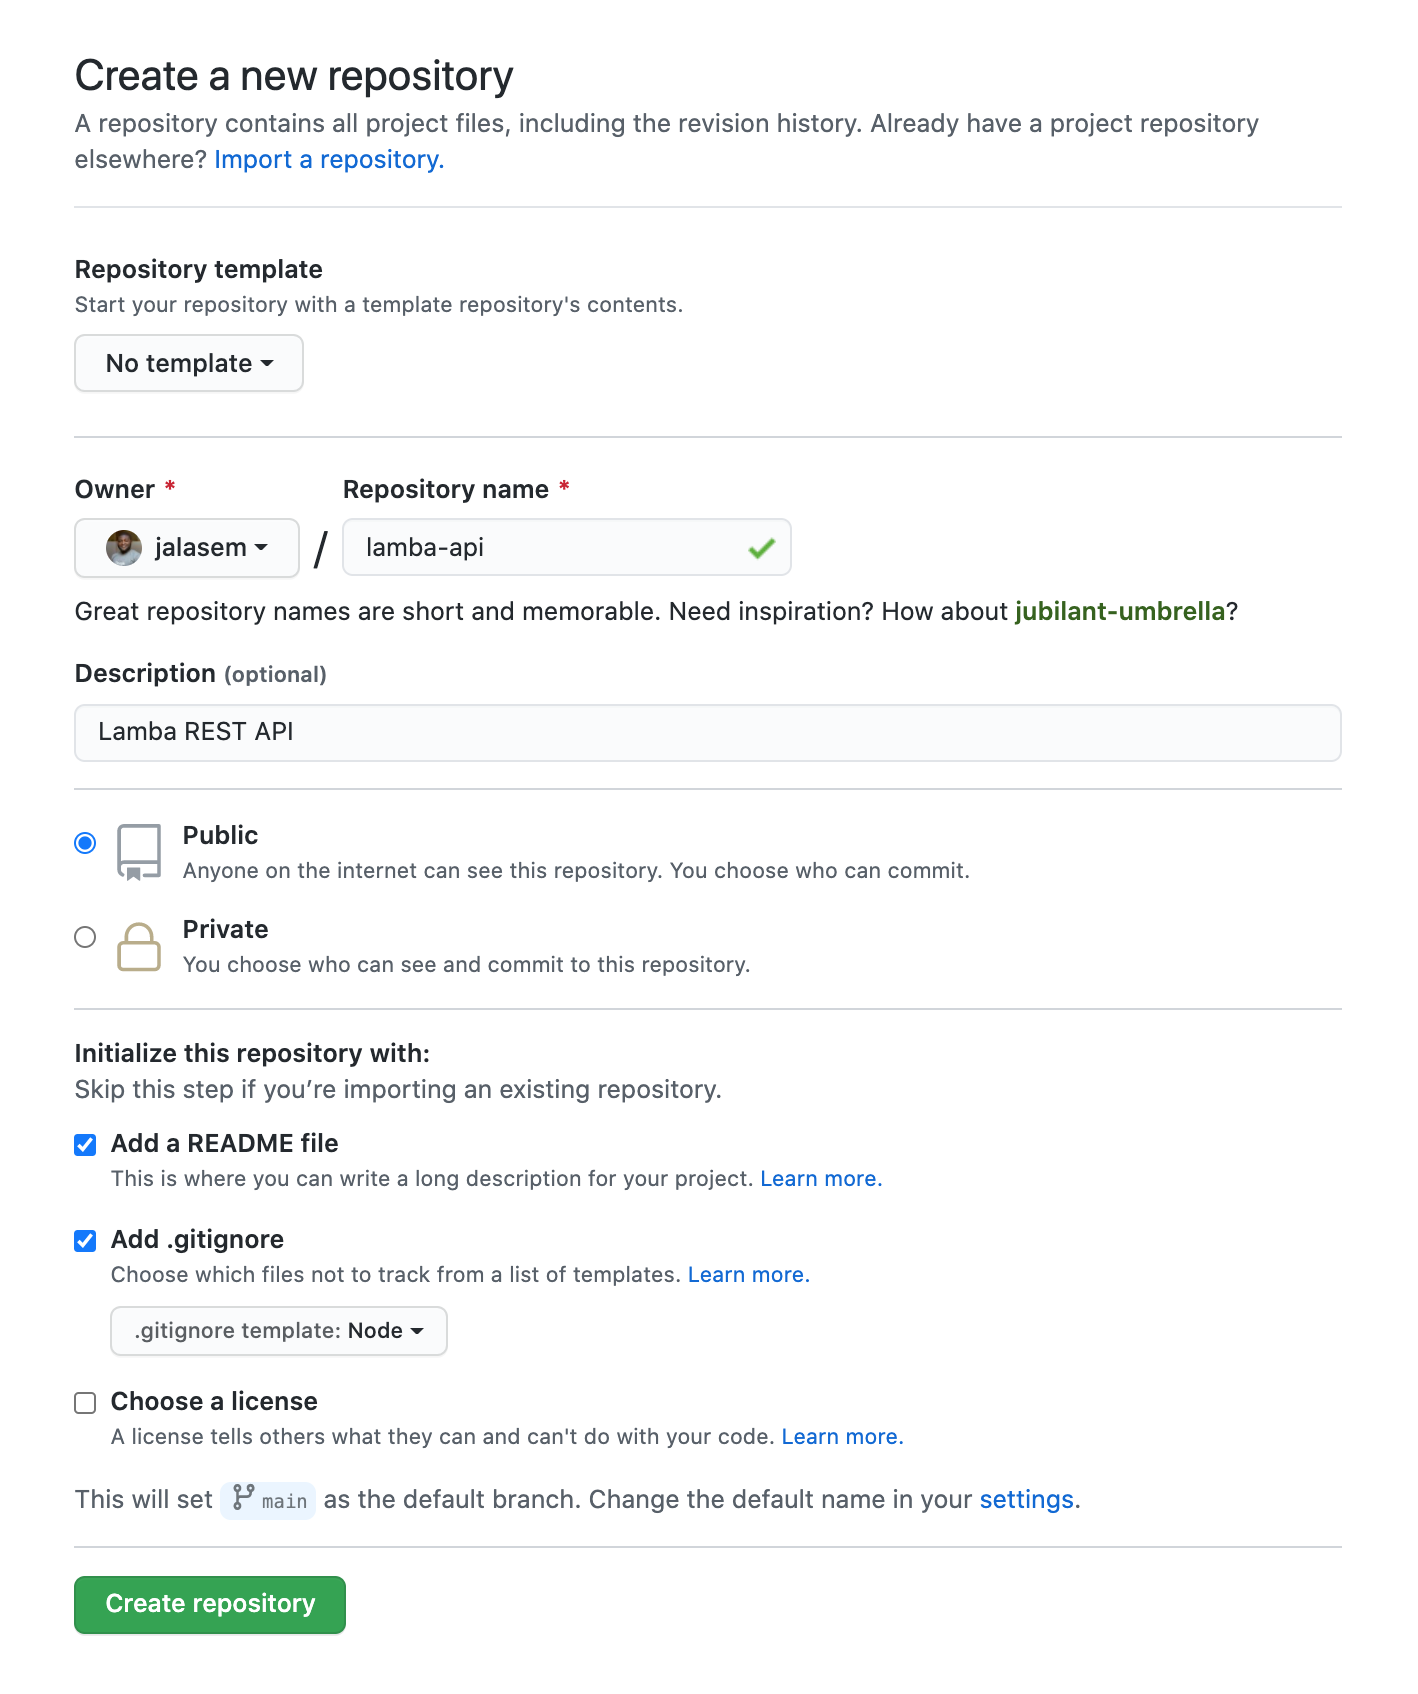 Create a new repository
A repository contains all project files, including the revision history. Already have a project repository
elsewhere? Import a repository.
Repository template
Start your repository with a template repository's contents.
No template
Owner *
Repository name *
jalasem / lamba-api
Great repository names are short and memorable. Need inspiration? How about jubilant-umbrella?
Description (optional)
Lamba REST API
Public
Anyone on the internet can see this repository. You choose who can commit.
Private
You choose who can see and commit to this repository.
Initialize this repository with:
Skip this step if you’re importing an existing repository.
Add a README file
This is where you can write a long description for your project. Learn more.
Add .gitignore
Choose which files not to track from a list of templates. Learn more.
.gitignore template: Node
Choose a license
A license tells others what they can and can't do with your code. Learn more.
This will set main as the default branch. Change the default name in your settings.
Create repository